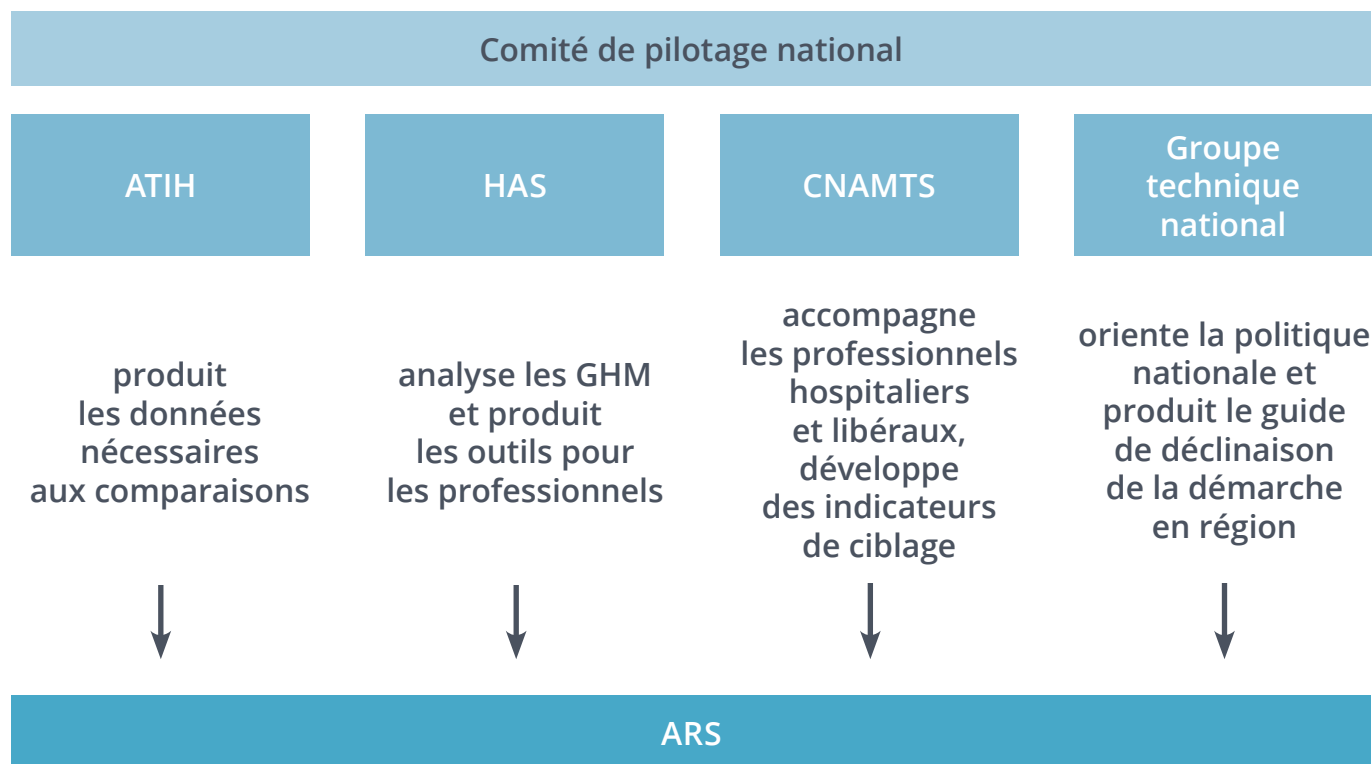 Comité de pilotage national
ATIH
HAS
CNAMTS
Groupe
technique
national
produit
les données
nécessaires
aux comparaisons
analyse les GHM
et produit
les outils pour
les professionnels
accompagne
les professionnels
hospitaliers
et libéraux,
développe
des indicateurs
de ciblage
oriente la politique
nationale et
produit le guide
de déclinaison
de la démarche
en région
ARS